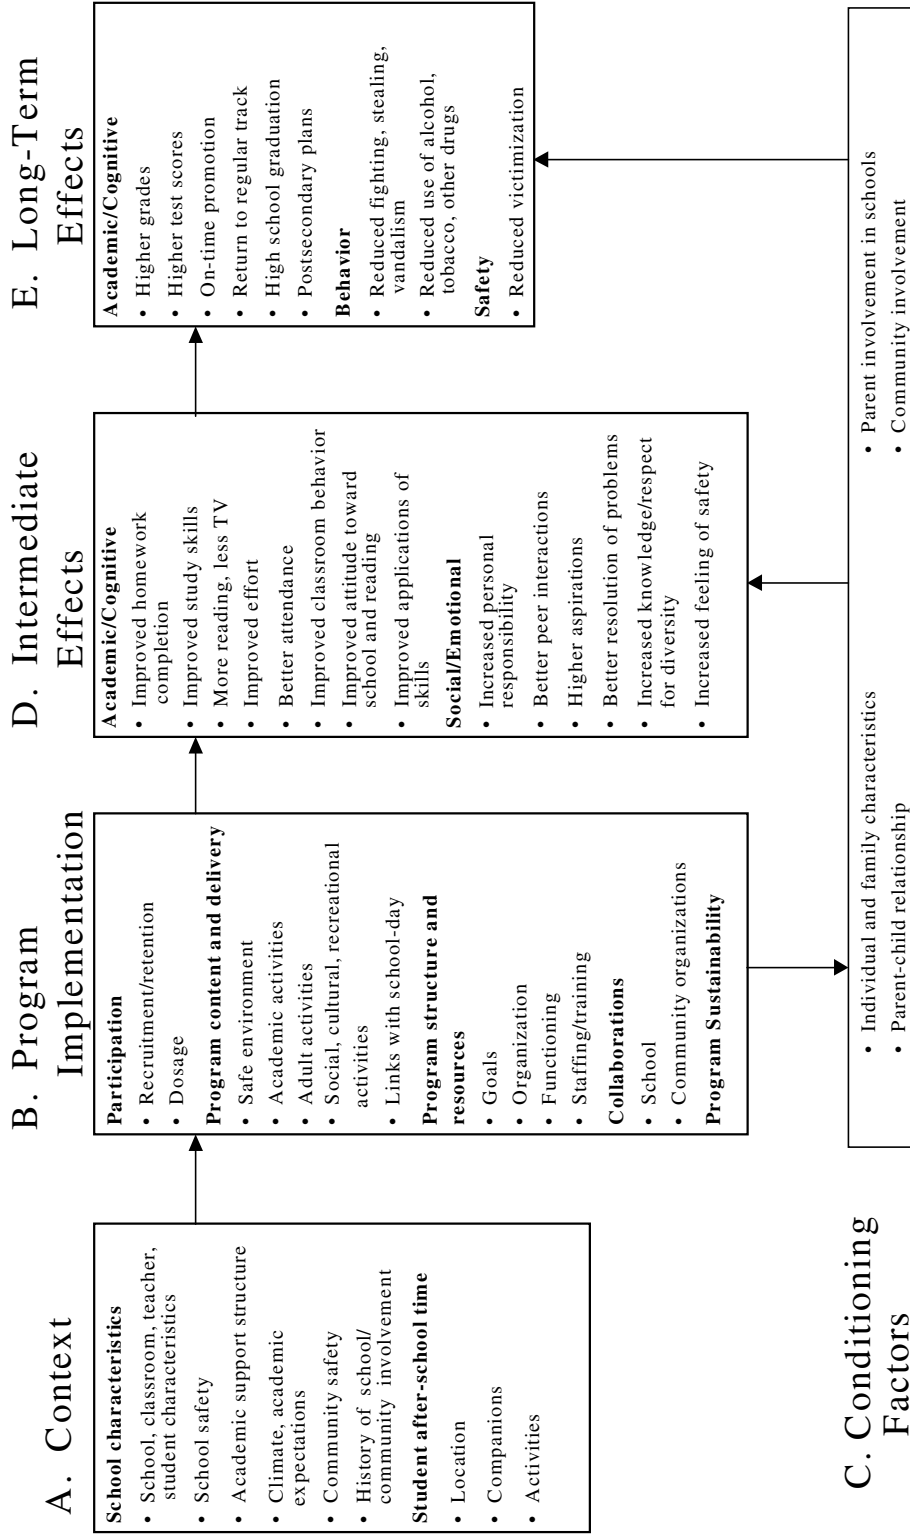 A. Context
School characteristics
• School, classroom, teacher,
student characteristics
• School safety
• Academic support structure
• Climate, academic
expectations
• Community safety
• History of school/
community involvement
Student after-school time
• Location
• Companions
• Activities
B. Program
Implementation
Participation
• Recruitment/retention
• Dosage
Program content and delivery
• Safe environment
• Academic activities
• Adult activities
• Social, cultural, recreational
activities
• Links with school-day
Program structure and
resources
• Goals
• Organization
• Functioning
• Staffing/training
Collaborations
• School
• Community organizations
Program Sustainability
D. Intermediate
Effects
Academic/Cognitive
• Improved homework
completion
• Improved study skills
• More reading, less TV
• Improved effort
• Better attendance
• Improved classroom behavior
• Improved attitude toward
school and reading
• Improved applications of
skills
Social/Emotional
• Increased personal
responsibility
• Better peer interactions
• Higher aspirations
• Better resolution of problems
• Increased knowledge/respect
for diversity
• Increased feeling of safety
E. Long-Term
Effects
Academic/Cognitive
• Higher grades
• Higher test scores
• On-time promotion
• Return to regular track
• High school graduation
• Postsecondary plans
Behavior
• Reduced fighting, stealing,
vandalism
• Reduced use of alcohol,
tobacco, other drugs
Safety
• Reduced victimization
C. Conditioning
Factors
• Individual and family characteristics
• Parent-child relationship
• Parent involvement in schools
• Community involvement